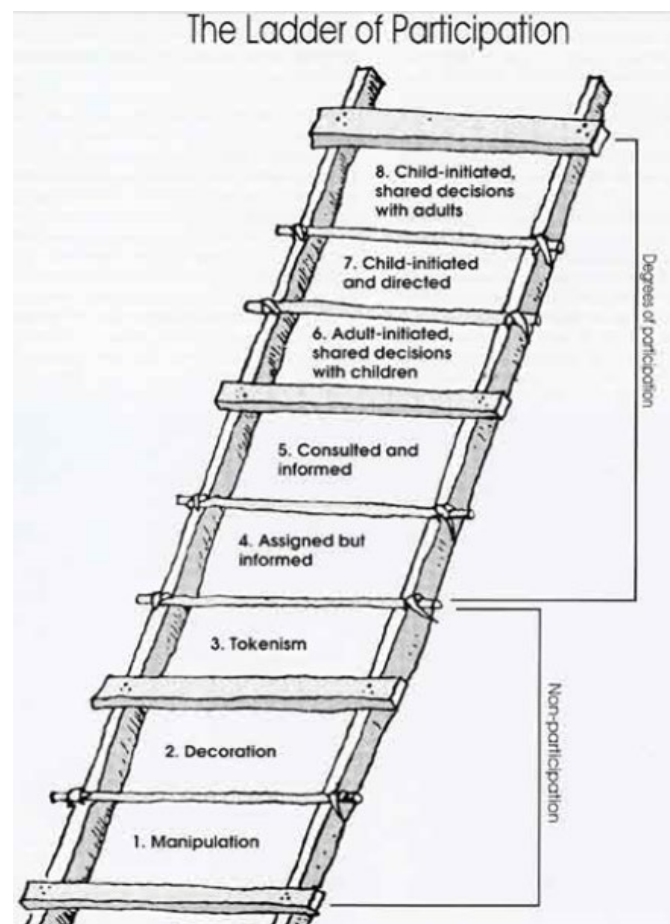 The Ladder of Participation
8. Child-initiated,
shared decisions
with adults
7. Child-initiated
and directed
6. Adult-initiated,
shared decisions
with children
5. Consulted and
informed
4. Assigned but
informed
3. Tokenism
2. Decoration
1. Manipulation
Degrees of participation
Non-participation